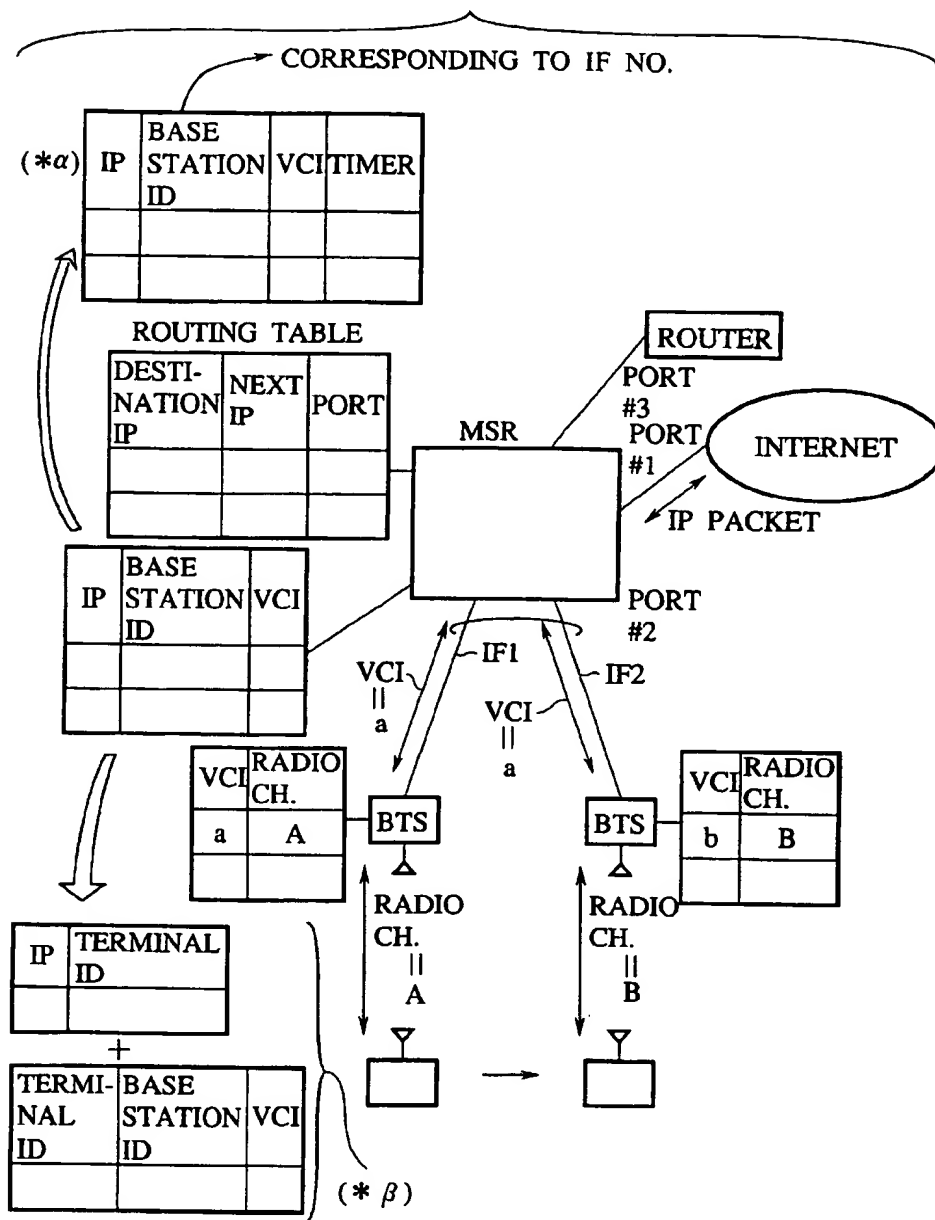 CORRESPONDING TO IF NO.
(*α)
IP
BASE
STATION
ID
VCI
TIMER
ROUTING TABLE
DESTI-
NATION
IP
NEXT
IP
PORT
MSR
ROUTER
PORT
#3
PORT
#1
INTERNET
IP PACKET
IP
BASE
STATION
ID
VCI
PORT
#2
IF1
IF2
VCI
||
a
VCI
||
a
VCI
RADIO
CH.
a
A
BTS
BTS
VCI
RADIO
CH.
b
B
RADIO
CH.
||
A
RADIO
CH.
||
B
IP
TERMINAL
ID
+
TERMI-
NAL
ID
BASE
STATION
ID
VCI
(* β)